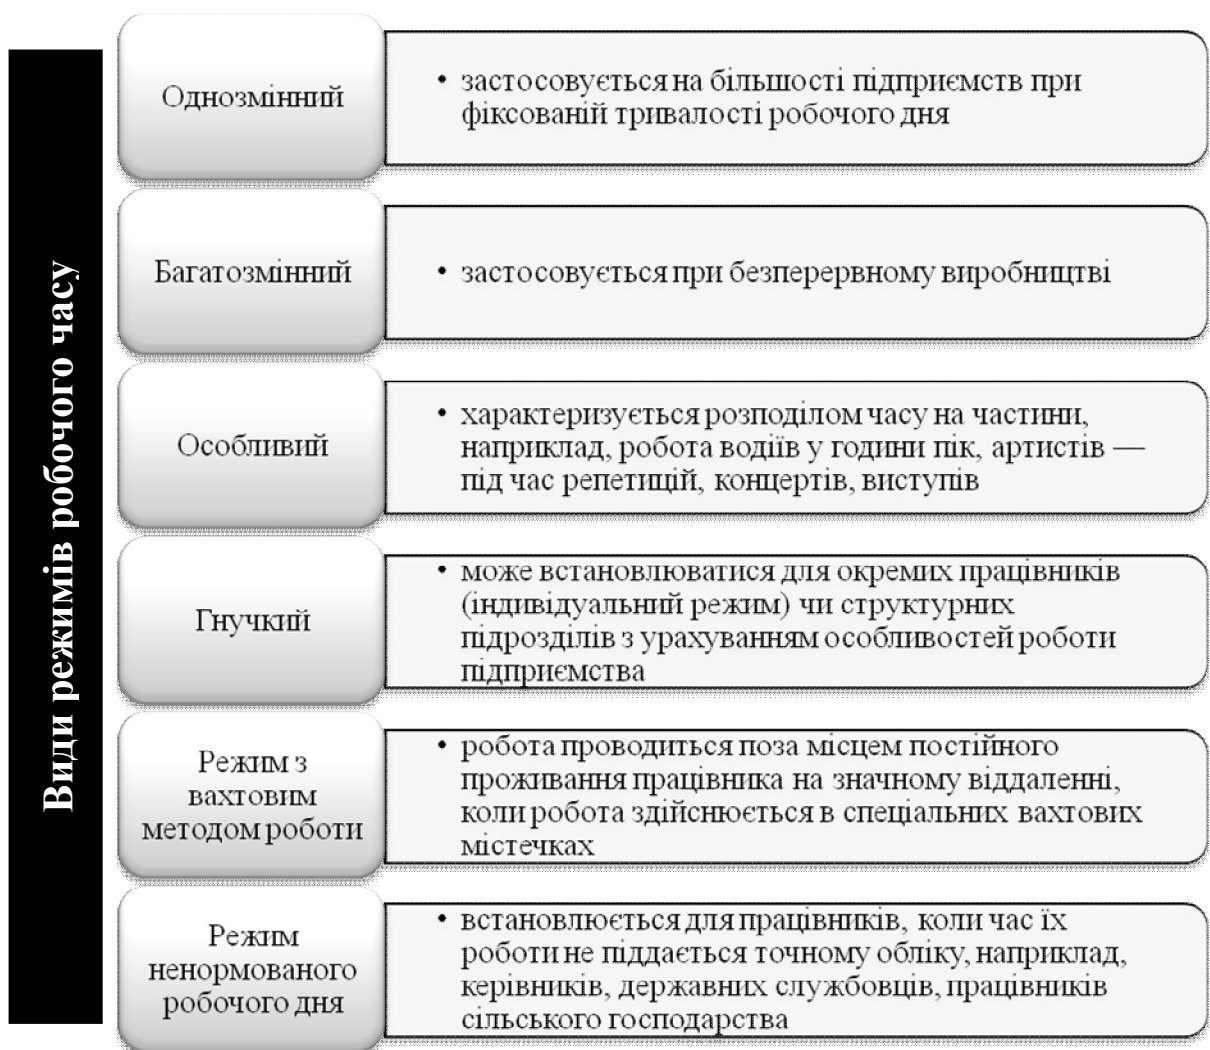 Види режимів робочого часу
Однозмінний
• застосовується на більшості підприємств при
фіксованій тривалості робочого дня
Багатозмінний
• застосовується при безперервному виробництві
Особливий
• характеризується розподілом часу на частини,
наприклад, робота водіїв у години пік, артистів —
під час репетицій, концертів, виступів
Гнучкий
• може встановлюватися для окремих працівників
(індивідуальний режим) чи структурних
підрозділів з урахуванням особливостей роботи
підприємства
Режим з
вахтовим
методом роботи
• робота проводиться поза місцем постійного
проживання працівника на значному віддаленні,
коли робота здійснюється в спеціальних вахтових
містечках
Режим
ненормованого
робочого дня
• встановлюється для працівників, коли час їх
роботи не піддається точному обліку, наприклад,
керівників, державних службовців, працівників
сільського господарства